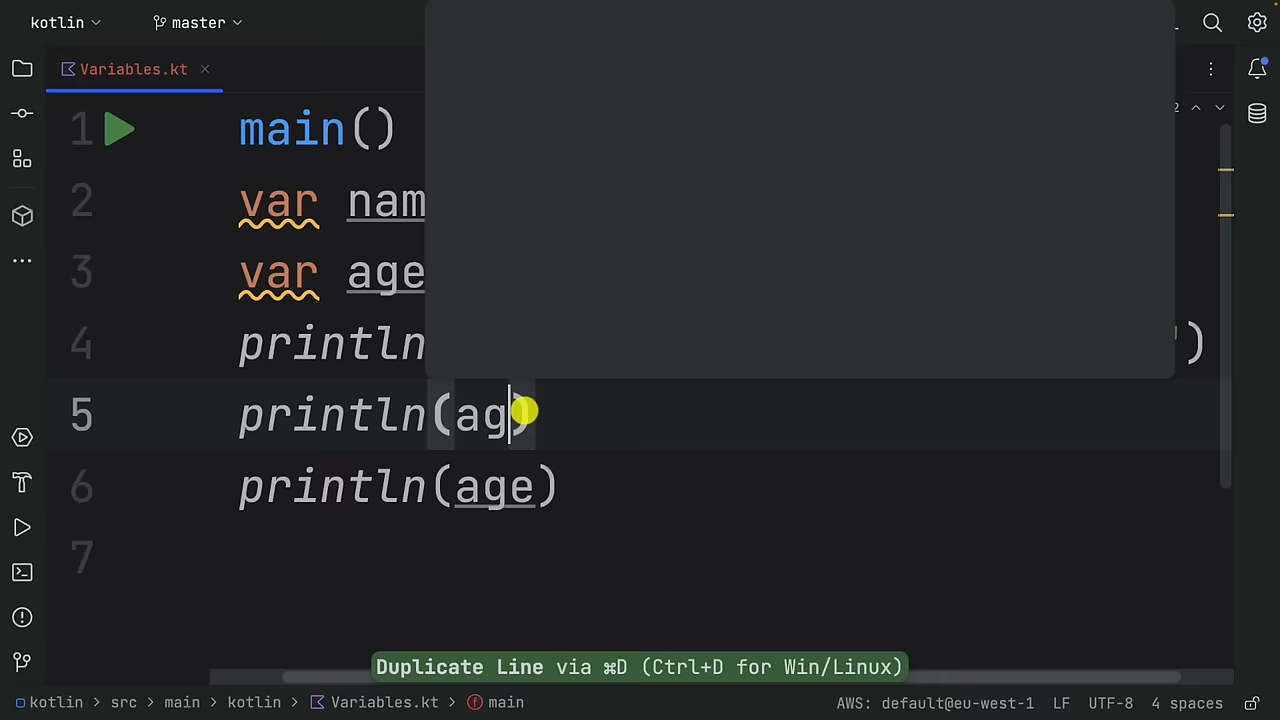 kotlin master
Variables.kt
2
1 main()
2 var nam
3 var age
4 println ")
5 println(ag)
6 println(age)
7
Duplicate Line via ⌘D (Ctrl+D for Win/Linux)
kotlin > src > main > kotlin > Variables.kt > main AWS: default@eu-west-1 LF UTF-8 4 spaces